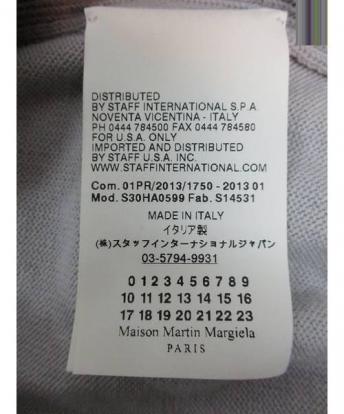 DISTRIBUTED
BY STAFF INTERNATIONAL S.P.A.
NOVENTA VICENTINA - ITALY
PH 0444 784500 FAX 0444 784580
FOR U.S.A. ONLY
IMPORTED AND DISTRIBUTED
BY STAFF U.S.A. INC.
WWW.STAFFINTERNATIONAL.COM
Com. 01PR/2013/1750 - 2013 01
Mod. S30HA0599 Fab. S14531
MADE IN ITALY
イタリア製
(株)スタッフインターナショナルジャパン
03-5794-9931
0 1 2 3 4 5 6 7 8 9
10 11 12 13 14 15 16
17 18 19 20 21 22 23
Maison Martin Margiela
PARIS